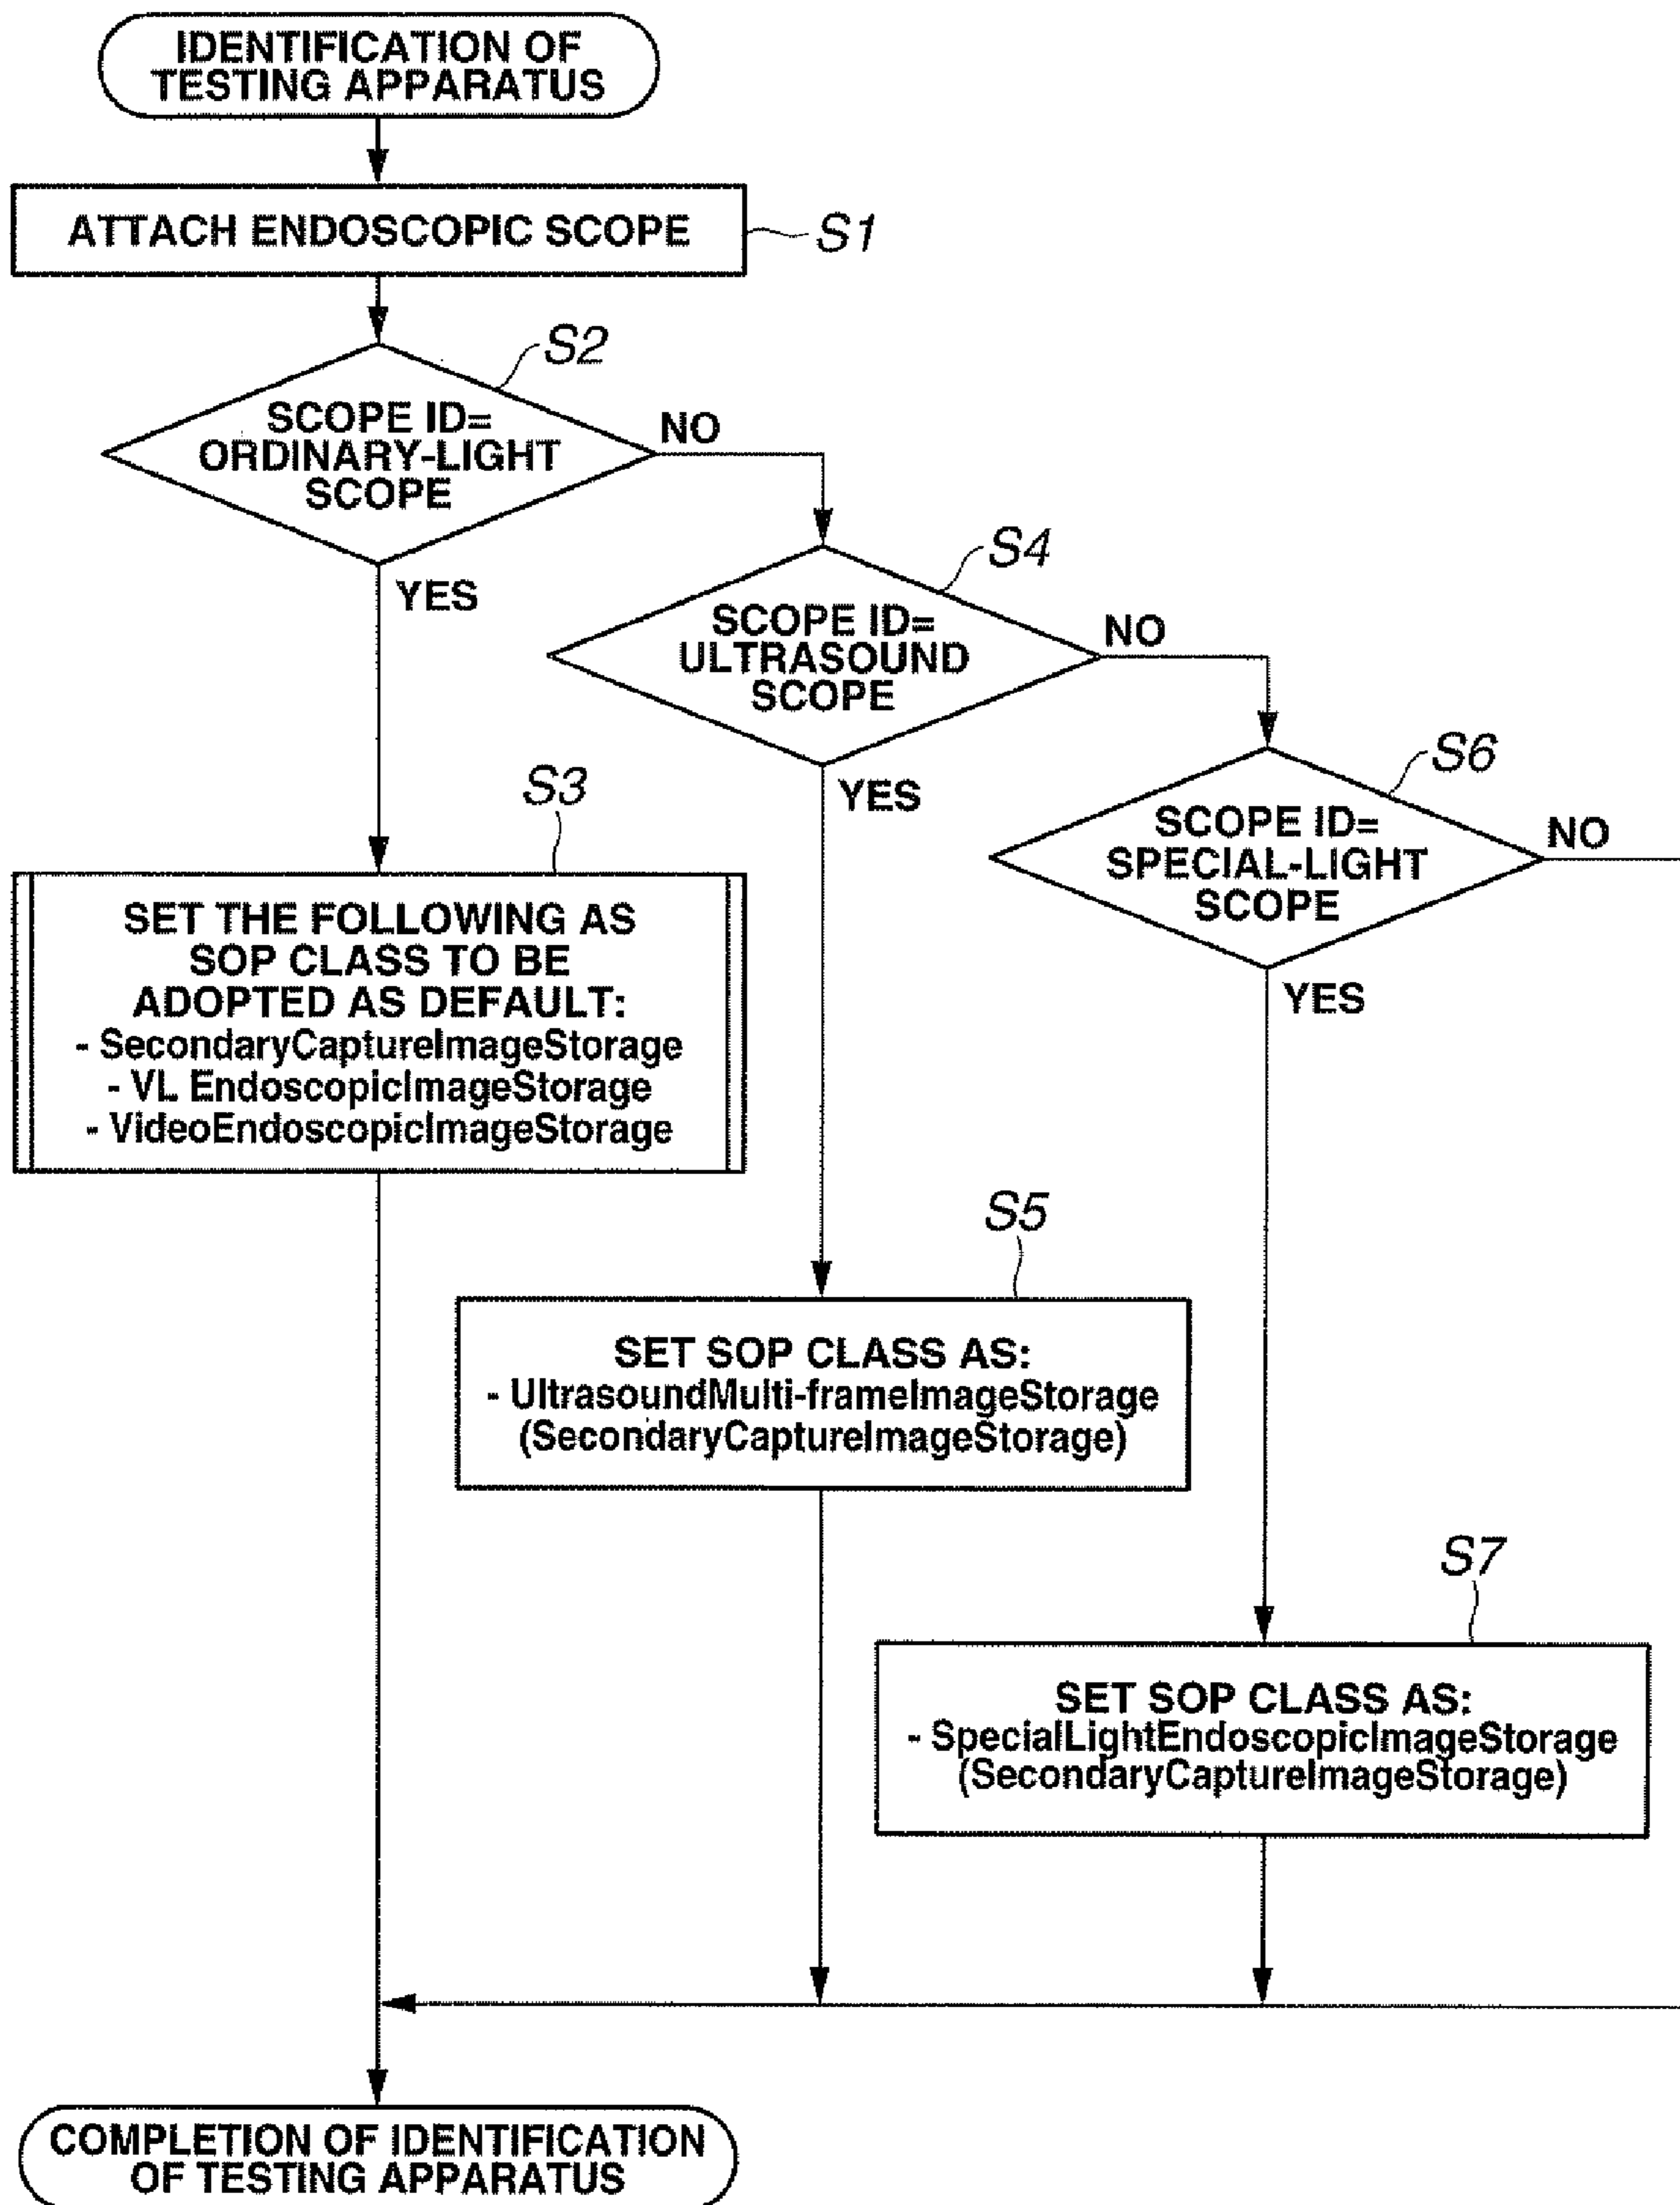 IDENTIFICATION OF
TESTING APPARATUS
ATTACH ENDOSCOPIC SCOPE
S1
S2
SCOPE ID=
ORDINARY-LIGHT
SCOPE
NO
YES
S4
SCOPE ID=
ULTRASOUND
SCOPE
NO
YES
S6
SCOPE ID=
SPECIAL-LIGHT
SCOPE
NO
YES
S3
SET THE FOLLOWING AS
SOP CLASS TO BE
ADOPTED AS DEFAULT:
- SecondaryCaptureImageStorage
- VL EndoscopicImageStorage
- VideoEndoscopicImageStorage
S5
SET SOP CLASS AS:
- UltrasoundMulti-frameImageStorage
(SecondaryCaptureImageStorage)
S7
SET SOP CLASS AS:
- SpecialLightEndoscopicImageStorage
(SecondaryCaptureImageStorage)
COMPLETION OF IDENTIFICATION
OF TESTING APPARATUS